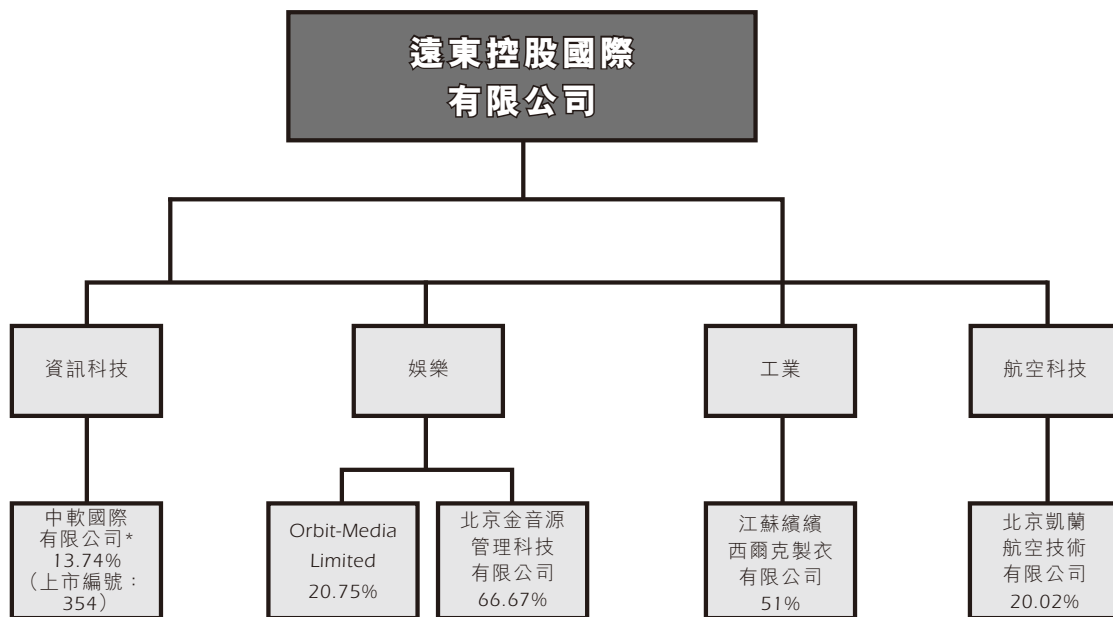 遠東控股國際
有限公司
資訊科技
娛樂
工業
航空科技
中軟國際
有限公司*
13.74%
（上市編號：
354）
Orbit-Media
Limited
20.75%
北京金音源
管理科技
有限公司
66.67%
江蘇繽繽
西爾克製衣
有限公司
51%
北京凱蘭
航空技術
有限公司
20.02%